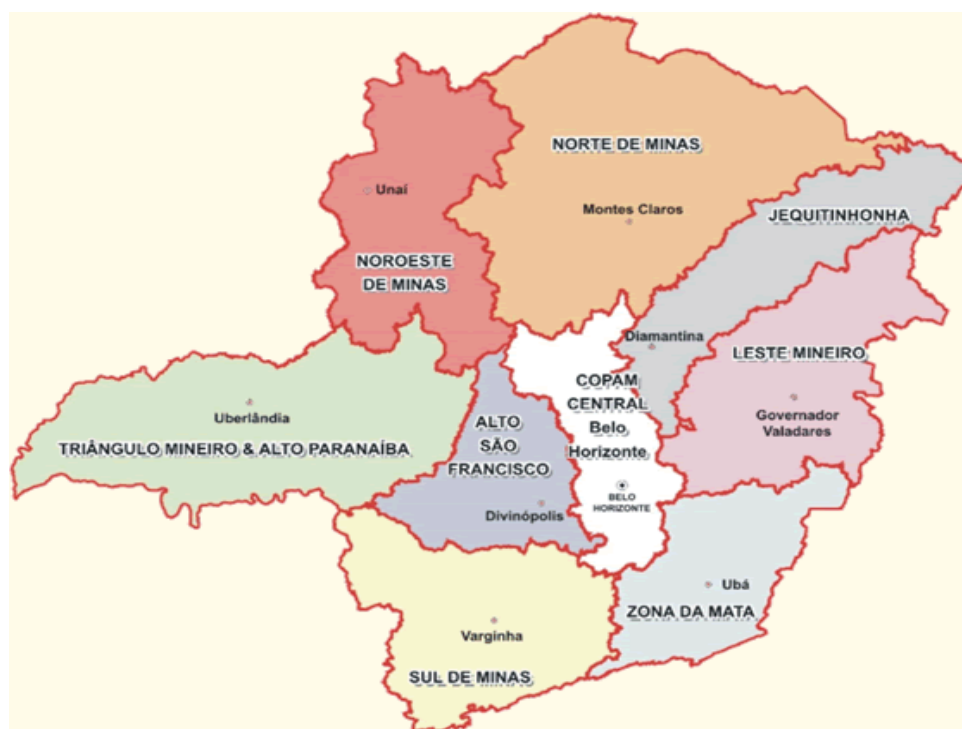 NORTE DE MINAS
Unaí
Montes Claros
JEQUITINHONHA
NOROESTE
DE MINAS
Diamantina
LESTE MINEIRO
COPAM
CENTRAL
Belo
Horizonte
Uberlândia
TRIÂNGULO MINEIRO & ALTO PARANAÍBA
ALTO
SÃO
FRANCISCO
Governador
Valadares
BELO
HORIZONTE
Divinópolis
Ubá
ZONA DA MATA
Varginha
SUL DE MINAS